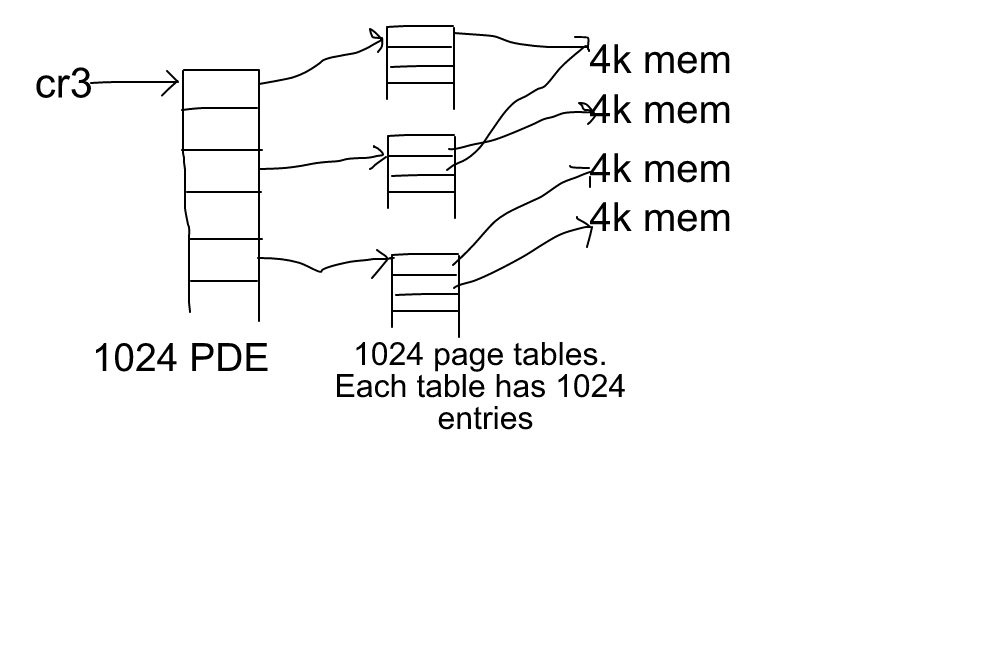 cr3
4k mem
4k mem
4k mem
4k mem
1024 PDE
1024 page tables.
Each table has 1024
entries